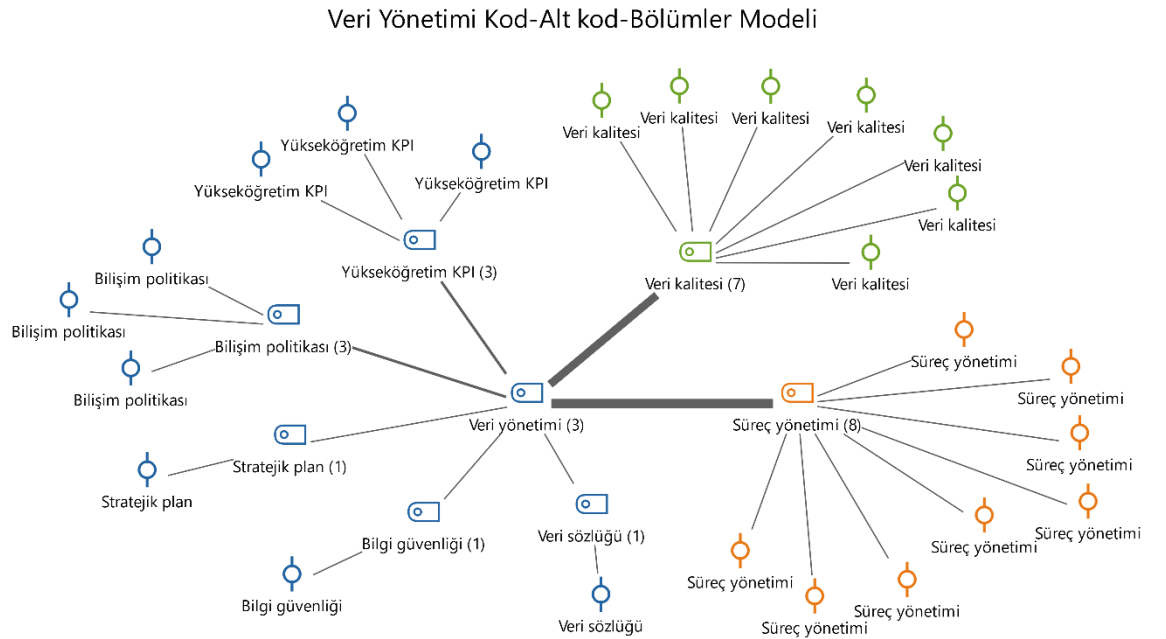 Veri Yönetimi Kod-Alt kod-Bölümler Modeli
Veri kalitesi
Veri kalitesi
Veri kalitesi
Veri kalitesi
Yükseköğretim KPI
Veri kalitesi
Yükseköğretim KPI
Yükseköğretim KPI
Veri kalitesi
Yükseköğretim KPI (3)
Bilişim politikası
Veri kalitesi (7)
Veri kalitesi
Bilişim politikası
Bilişim politikası (3)
Süreç yönetimi
Bilişim politikası
Süreç yönetimi
Veri yönetimi (3)
Süreç yönetimi (8)
Stratejik plan (1)
Süreç yönetimi
Stratejik plan
Bilgi güvenliği (1)
Veri sözlüğü (1)
Süreç yönetimi
Süreç yönetimi
Süreç yönetimi
Bilgi güvenliği
Süreç yönetimi
Veri sözlüğü
Süreç yönetimi